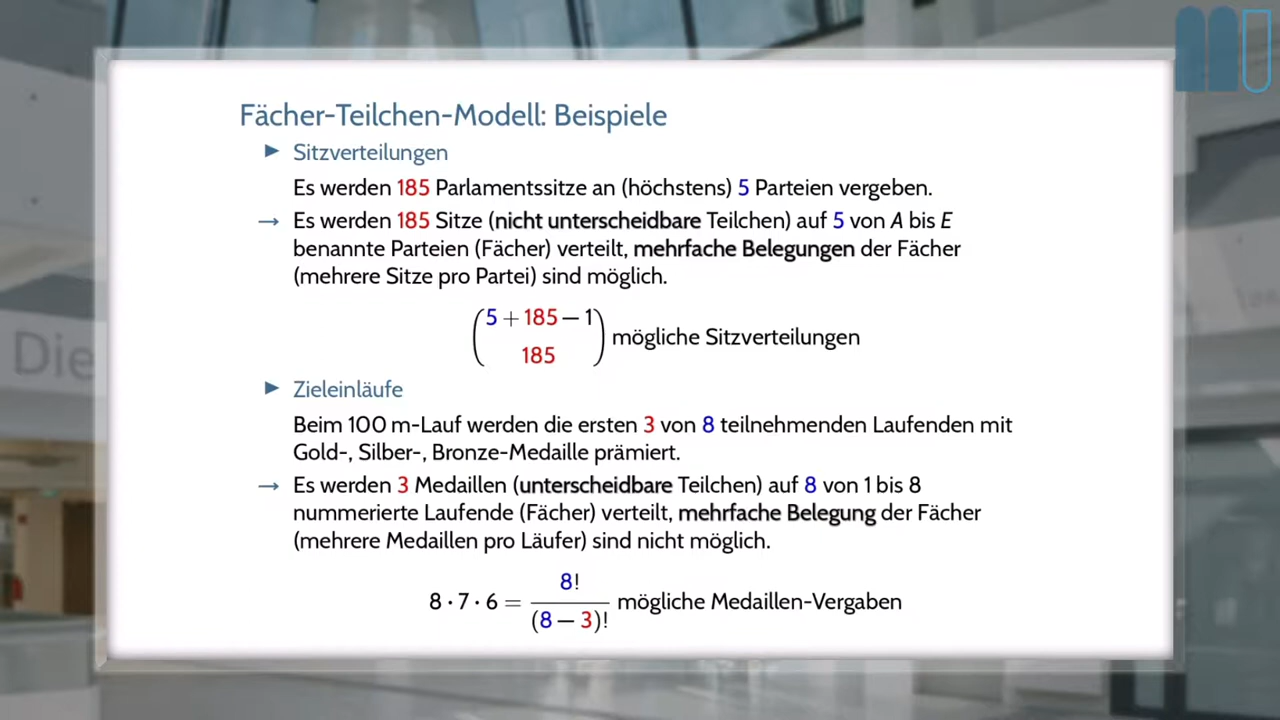 Fächer-Teilchen-Modell: Beispiele
► Sitzverteilungen
Es werden 185 Parlamentssitze an (höchstens) 5 Parteien vergeben.
→ Es werden 185 Sitze (nicht unterscheidbare Teilchen) auf 5 von A bis E
benannte Parteien (Fächer) verteilt, mehrfache Belegungen der Fächer
(mehrere Sitze pro Partei) sind möglich.
(5 + 185 − 1
185) mögliche Sitzverteilungen
► Zieleinläufe
Beim 100 m-Lauf werden die ersten 3 von 8 teilnehmenden Laufenden mit
Gold-, Silber-, Bronze-Medaille prämiert.
→ Es werden 3 Medaillen (unterscheidbare Teilchen) auf 8 von 1 bis 8
nummerierte Laufende (Fächer) verteilt, mehrfache Belegung der Fächer
(mehrere Medaillen pro Läufer) sind nicht möglich.
8 · 7 · 6 = 8! / (8 − 3)! mögliche Medaillen-Vergaben
Die